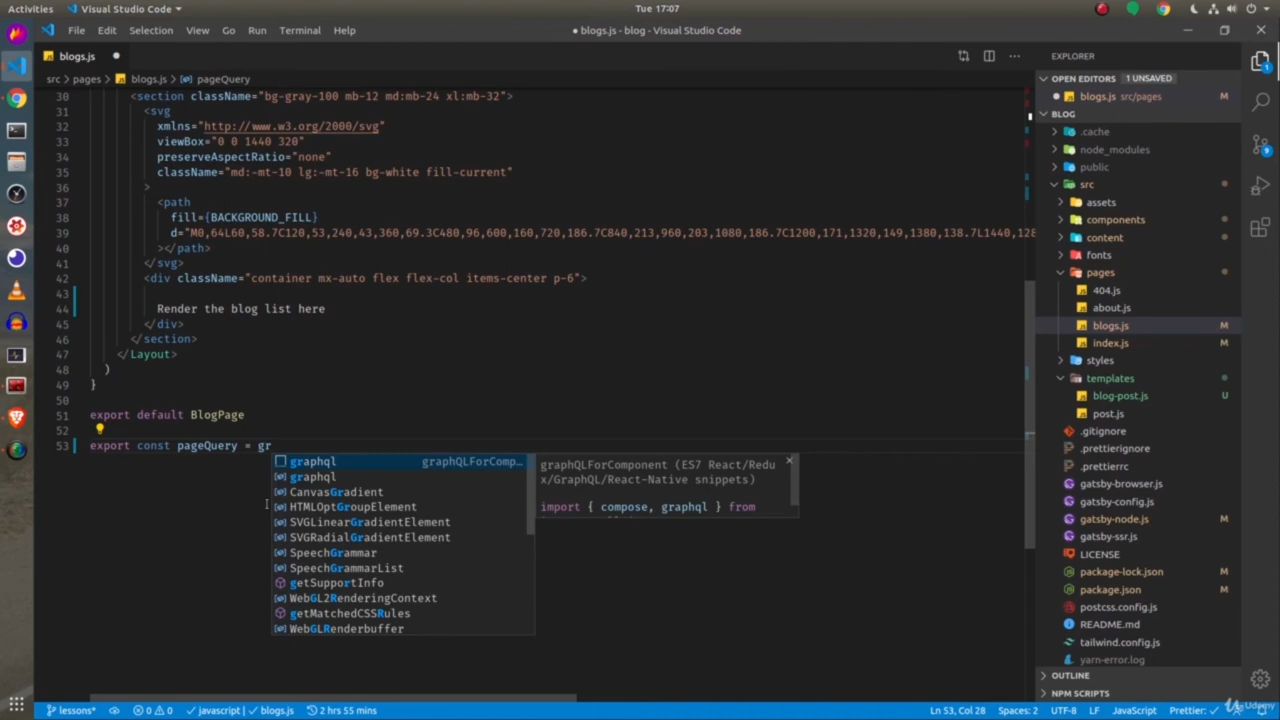 Activities Visual Studio Code Tue 17:07
File Edit Selection View Go Run Terminal Help ● blogs.js - blog - Visual Studio Code
JS blogs.js
src > pages > JS blogs.js > pageQuery
30 <section className="bg-gray-100 mb-12 md:mb-24 xl:mb-32">
31 <svg
32 xmlns="http://www.w3.org/2000/svg"
33 viewBox="0 0 1440 320"
34 preserveAspectRatio="none"
35 className="md:-mt-10 lg:-mt-16 bg-white fill-current"
36 >
37 <path
38 fill={BACKGROUND_FILL}
39 d="M0,64L60,58.7C120,53,240,43,360,69.3C480,96,600,160,720,186.7C840,213,960,203,1080,186.7C1200,171,1320,149,1380,138.7L1440,128
40 ></path>
41 </svg>
42 <div className="container mx-auto flex flex-col items-center p-6">
43
44 Render the blog list here
45 </div>
46 </section>
47 </Layout>
48 )
49 }
50
51 export default BlogPage
52
53 export const pageQuery = gr
graphql graphQLForComp...
graphql
CanvasGradient
HTMLOptGroupElement
SVGLinearGradientElement
SVGRadialGradientElement
SpeechGrammar
SpeechGrammarList
getSupportInfo
WebGL2RenderingContext
getMatchedCSSRules
WebGLRenderbuffer
graphQLForComponent (ES7 React/Redu
x/GraphQL/React-Native snippets)
import { compose, graphql } from
EXPLORER
OPEN EDITORS 1 UNSAVED
JS blogs.js src/pages M
BLOG
.cache
node_modules
public
src
assets
components
content
fonts
pages
JS 404.js
JS about.js
JS blogs.js M
JS index.js M
styles
templates
JS blog-post.js U
JS post.js
.gitignore
.prettierignore
.prettierrc
gatsby-browser.js
gatsby-config.js
gatsby-node.js M
gatsby-ssr.js
LICENSE
package-lock.json M
package.json M
postcss.config.js
README.md
tailwind.config.js
yarn-error.log
OUTLINE
NPM SCRIPTS
1
9
lessons* 0 0 javascript | blogs.js 2 hrs 55 mins Ln 53, Col 28 Spaces: 2 UTF-8 LF JavaScript Prettier: ✓
Udemy